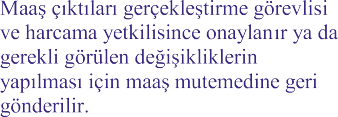 Maaş çıktıları gerçekleştirme görevlisi
ve harcama yetkilisince onaylanır ya da
gerekli görülen değişikliklerin
yapılması için maaş mutemedine geri
gönderilir.